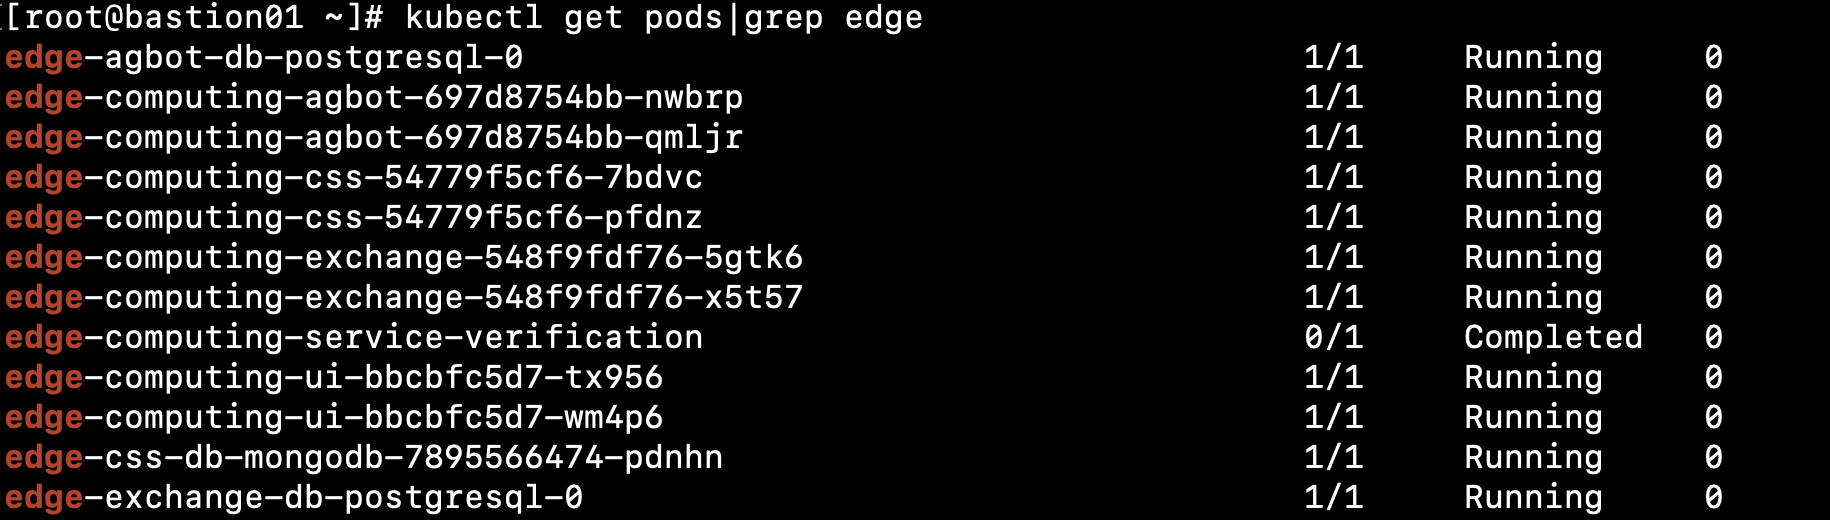 [root@bastion01 ~]# kubectl get pods|grep edge
edge-agbot-db-postgresql-0 1/1 Running 0
edge-computing-agbot-697d8754bb-nwbrp 1/1 Running 0
edge-computing-agbot-697d8754bb-qmljr 1/1 Running 0
edge-computing-css-54779f5cf6-7bdvc 1/1 Running 0
edge-computing-css-54779f5cf6-pfdnz 1/1 Running 0
edge-computing-exchange-548f9fdf76-5gtk6 1/1 Running 0
edge-computing-exchange-548f9fdf76-x5t57 1/1 Running 0
edge-computing-service-verification 0/1 Completed 0
edge-computing-ui-bbcbfc5d7-tx956 1/1 Running 0
edge-computing-ui-bbcbfc5d7-wm4p6 1/1 Running 0
edge-css-db-mongodb-7895566474-pdnhn 1/1 Running 0
edge-exchange-db-postgresql-0 1/1 Running 0